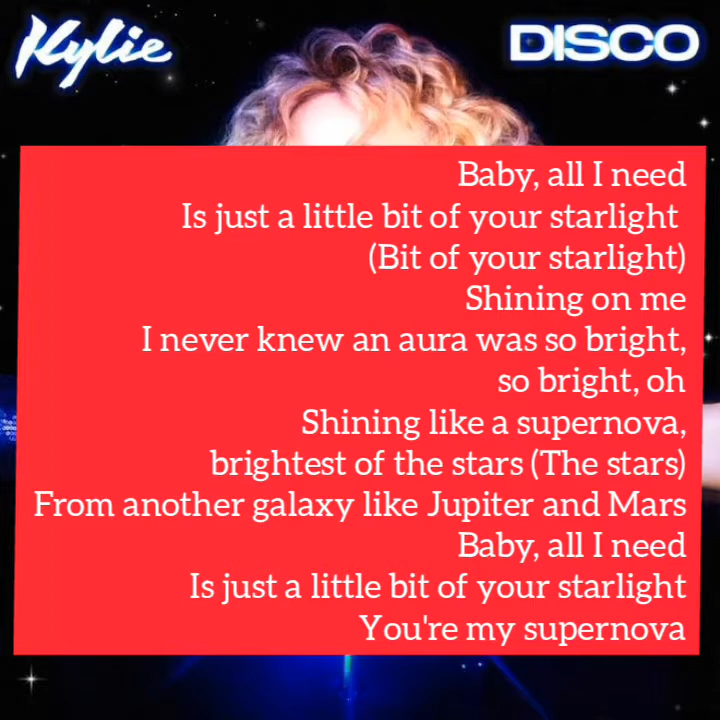 Kylie
DISCO
Baby, all I need
Is just a little bit of your starlight
(Bit of your starlight)
Shining on me
I never knew an aura was so bright,
so bright, oh
Shining like a supernova,
brightest of the stars (The stars)
From another galaxy like Jupiter and Mars
Baby, all I need
Is just a little bit of your starlight
You're my supernova